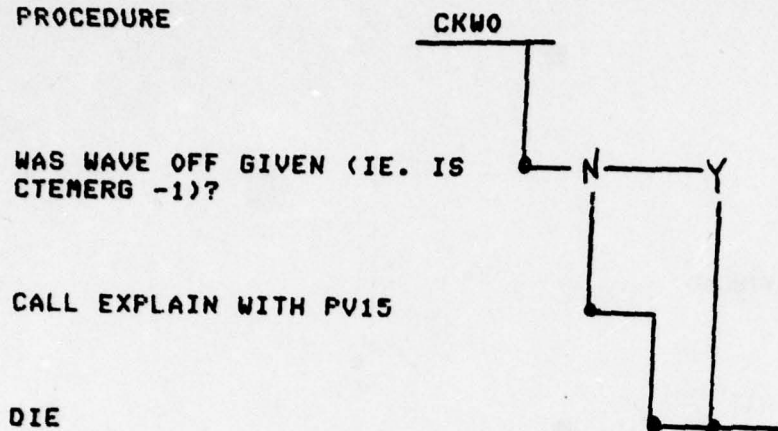 PROCEDURE
CKWO
WAS WAVE OFF GIVEN (IE. IS
CTEMERG -1)?
N Y
CALL EXPLAIN WITH PV15
DIE